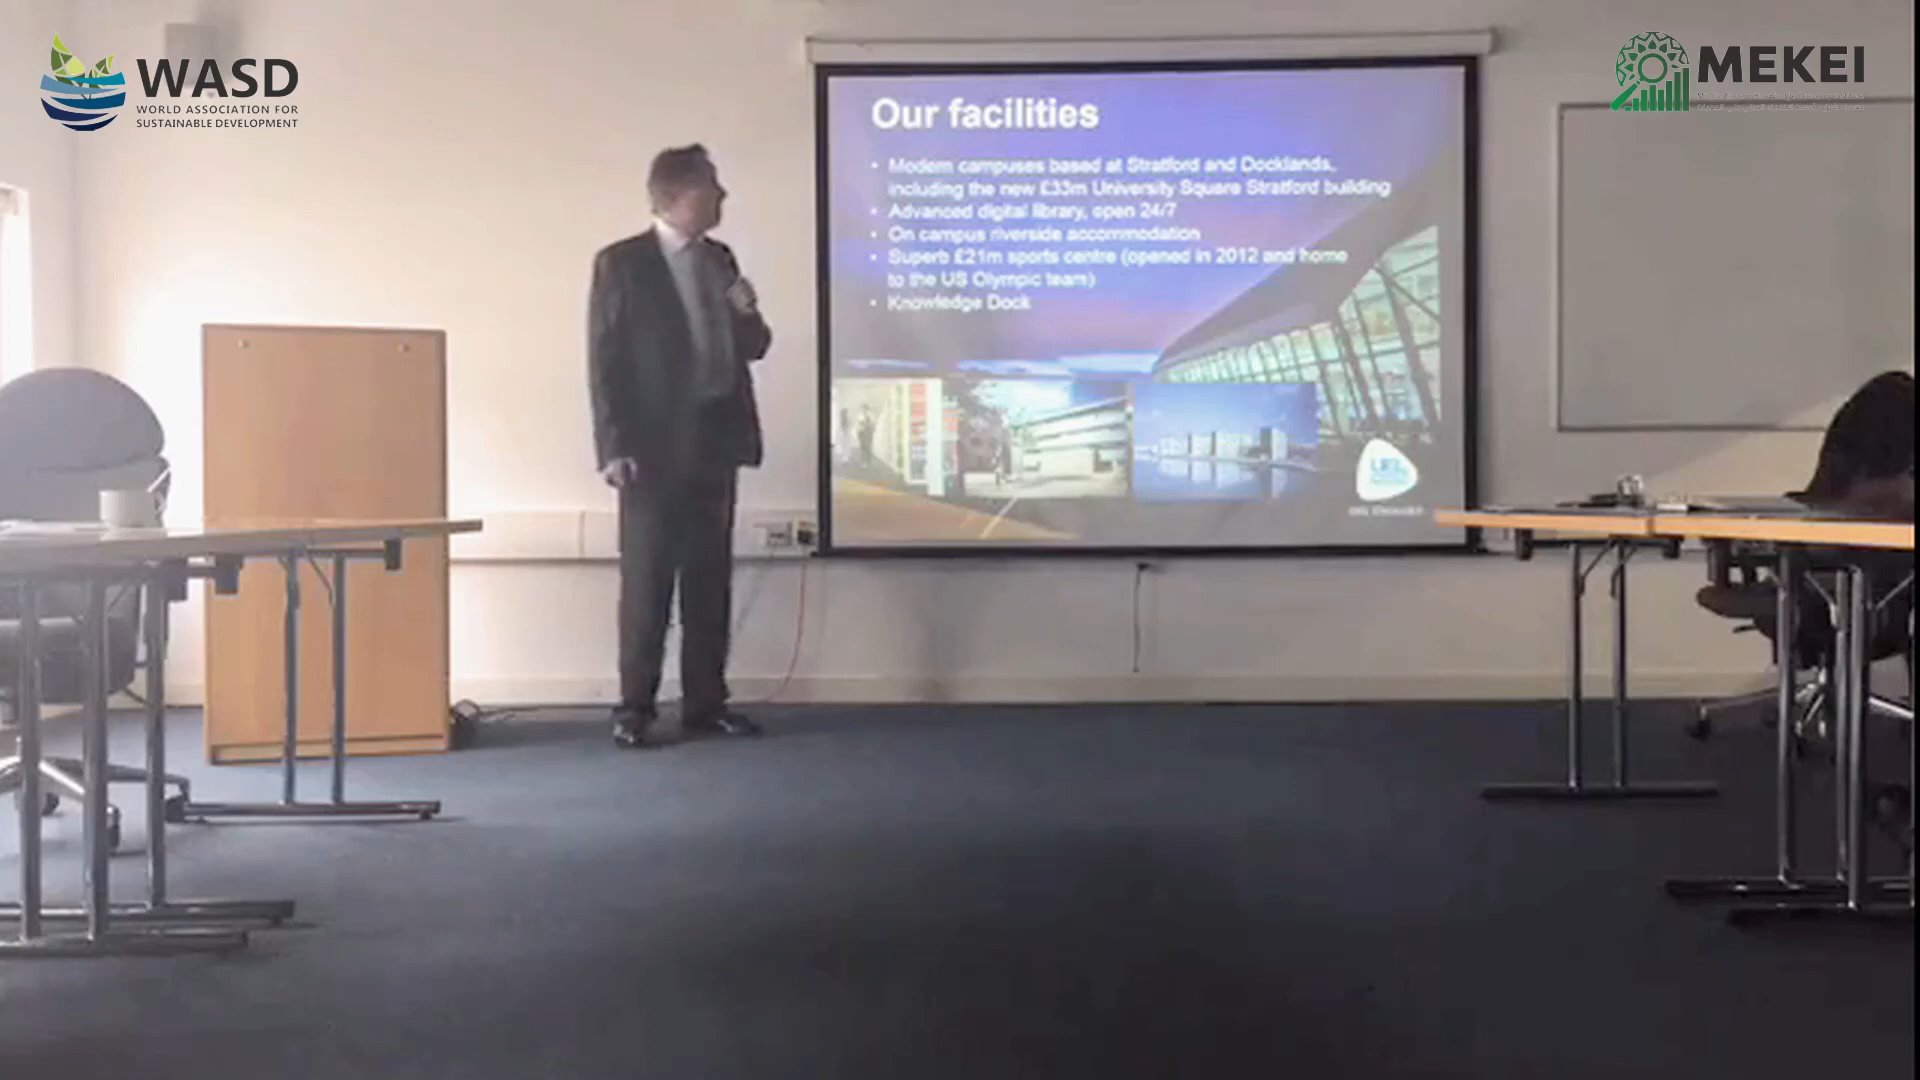 WASD
WORLD ASSOCIATION FOR
SUSTAINABLE DEVELOPMENT
MEKEI
Our facilities
• Modern campuses based at Stratford and Docklands,
including the new £33m University Square Stratford building
• Advanced digital library, open 24/7
• On campus riverside accommodation
• Superb £21m sports centre (opened in 2012 and home
to the US Olympic team)
• Knowledge Dock
UEL